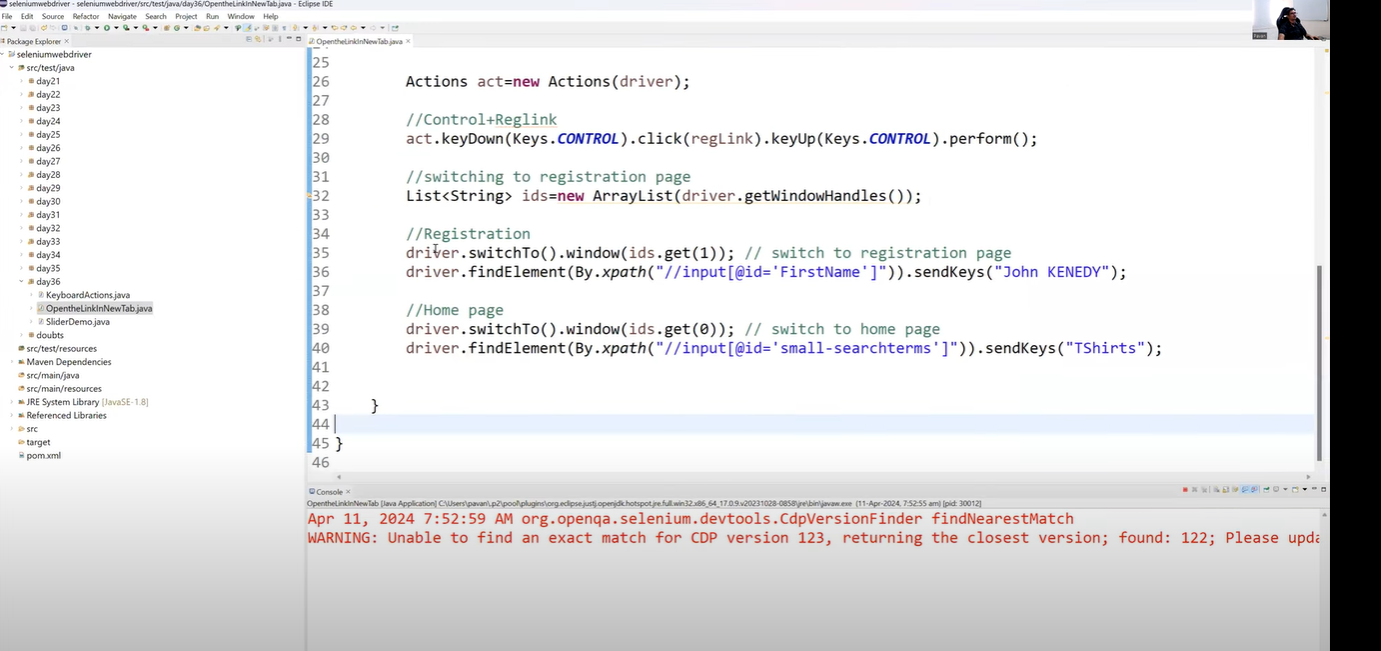 seleniumwebdriver - seleniumwebdriver/src/test/java/day36/OpentheLinkInNewTab.java - Eclipse IDE
File Edit Source Refactor Navigate Search Project Run Window Help
Package Explorer
seleniumwebdriver
src/test/java
day21
day22
day23
day24
day25
day26
day27
day28
day29
day30
day31
day32
day33
day34
day35
day36
KeyboardActions.java
OpentheLinkInNewTab.java
SliderDemo.java
doubts
src/test/resources
Maven Dependencies
src/main/java
src/main/resources
JRE System Library [JavaSE-1.8]
Referenced Libraries
src
target
pom.xml
OpentheLinkInNewTab.java
25
26 Actions act=new Actions(driver);
27
28 //Control+Reglink
29 act.keyDown(Keys.CONTROL).click(regLink).keyUp(Keys.CONTROL).perform();
30
31 //switching to registration page
32 List<String> ids=new ArrayList(driver.getWindowHandles());
33
34 //Registration
35 driver.switchTo().window(ids.get(1)); // switch to registration page
36 driver.findElement(By.xpath("//input[@id='FirstName']")).sendKeys("John KENEDY");
37
38 //Home page
39 driver.switchTo().window(ids.get(0)); // switch to home page
40 driver.findElement(By.xpath("//input[@id='small-searchterms']")).sendKeys("TShirts");
41
42
43 }
44
45 }
46
Console
OpentheLinkInNewTab [Java Application] C:\Users\pavan\.p2\pool\plugins\org.eclipse.justj.openjdk.hotspot.jre.full.win32.x86_64_17.0.9.v20231028-0858\jre\bin\javaw.exe (11-Apr-2024, 7:52:55 am) [pid: 30012]
Apr 11, 2024 7:52:59 AM org.openqa.selenium.devtools.CdpVersionFinder findNearestMatch
WARNING: Unable to find an exact match for CDP version 123, returning the closest version; found: 122; Please upda